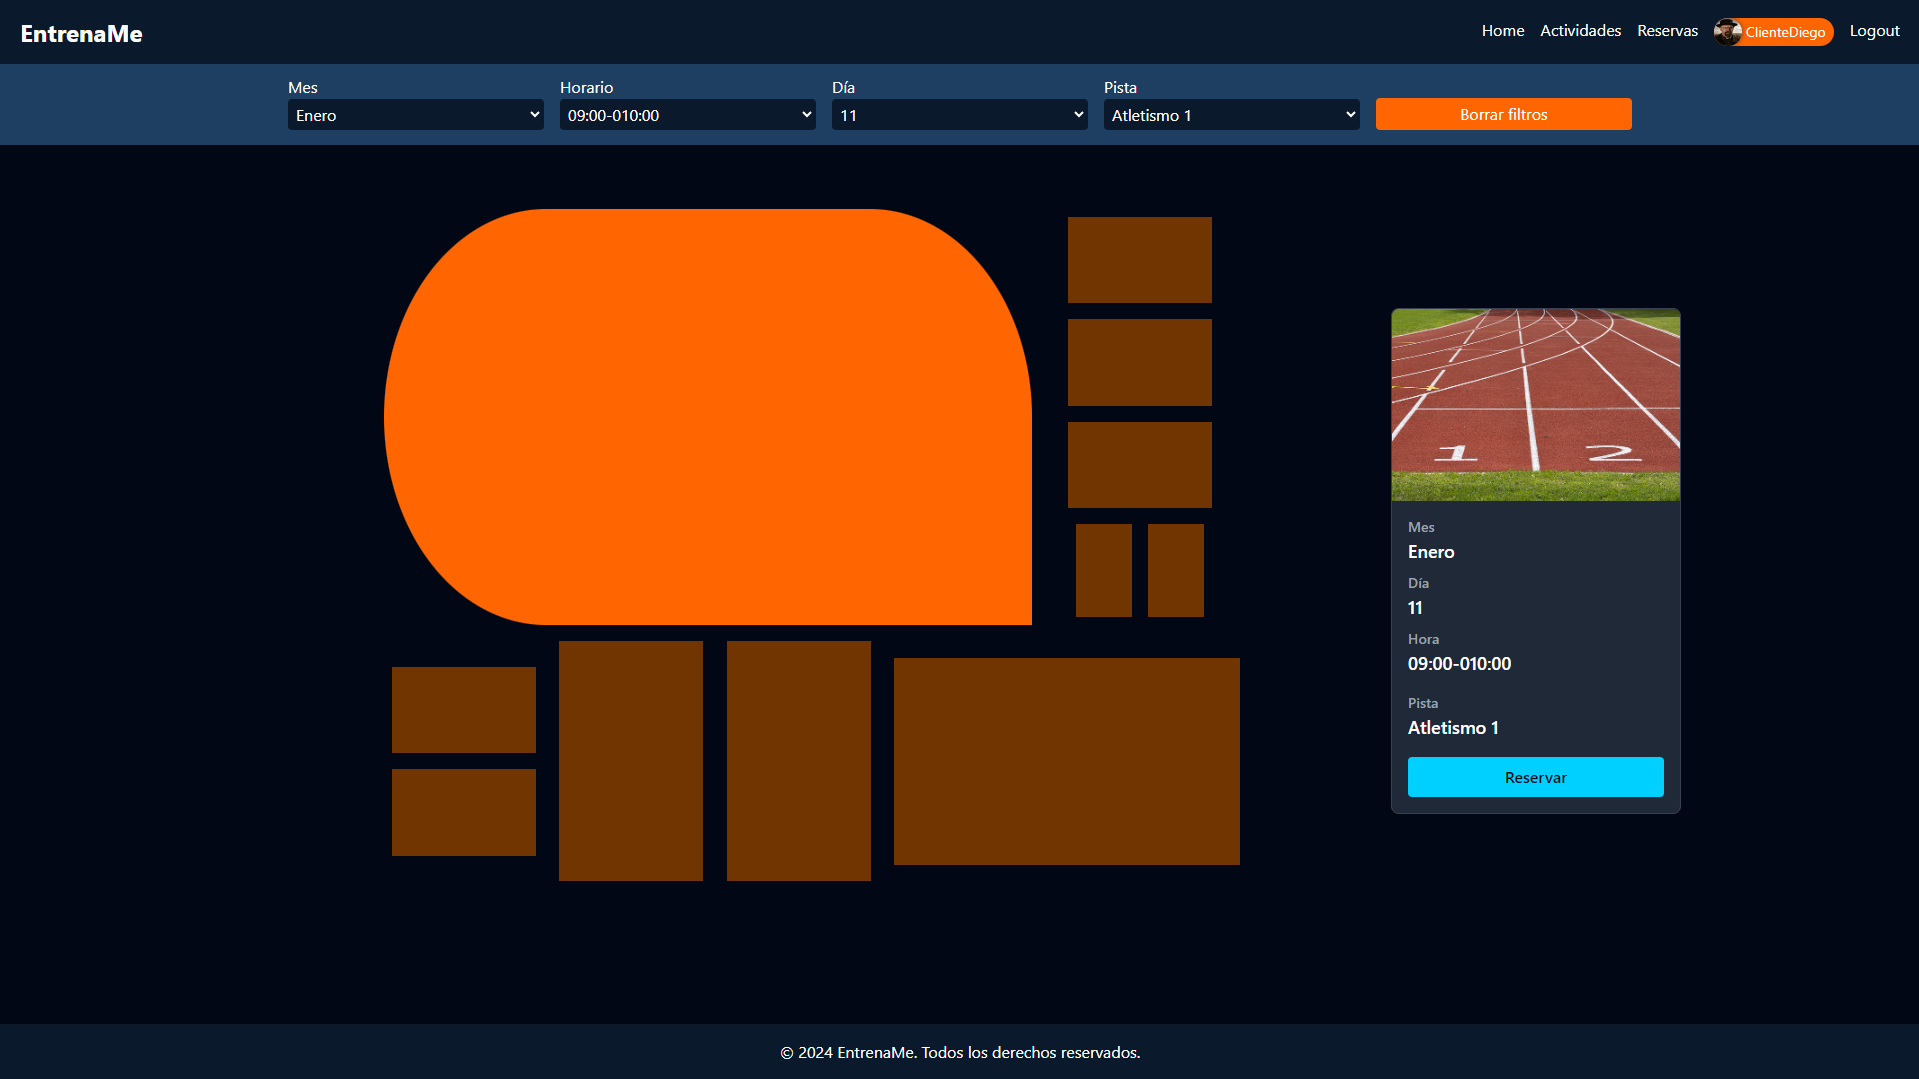 EntrenaMe
Home Actividades Reservas ClienteDiego Logout
Mes Horario Día Pista
Enero 09:00-010:00 11 Atletismo 1 Borrar filtros
1 2
Mes
Enero
Día
11
Hora
09:00-010:00
Pista
Atletismo 1
Reservar
© 2024 EntrenaMe. Todos los derechos reservados.